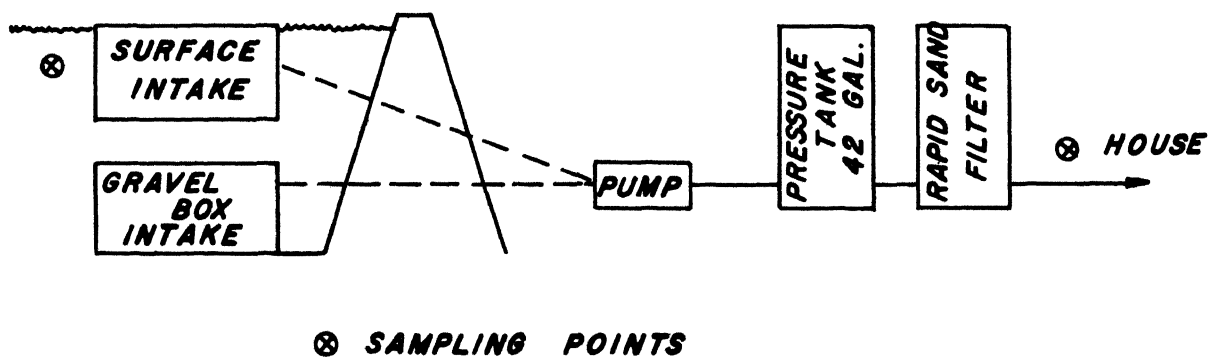 SURFACE
INTAKE
GRAVEL
BOX
INTAKE
PUMP
PRESSURE
TANK
42 GAL.
RAPID SAND
FILTER
HOUSE
SAMPLING POINTS